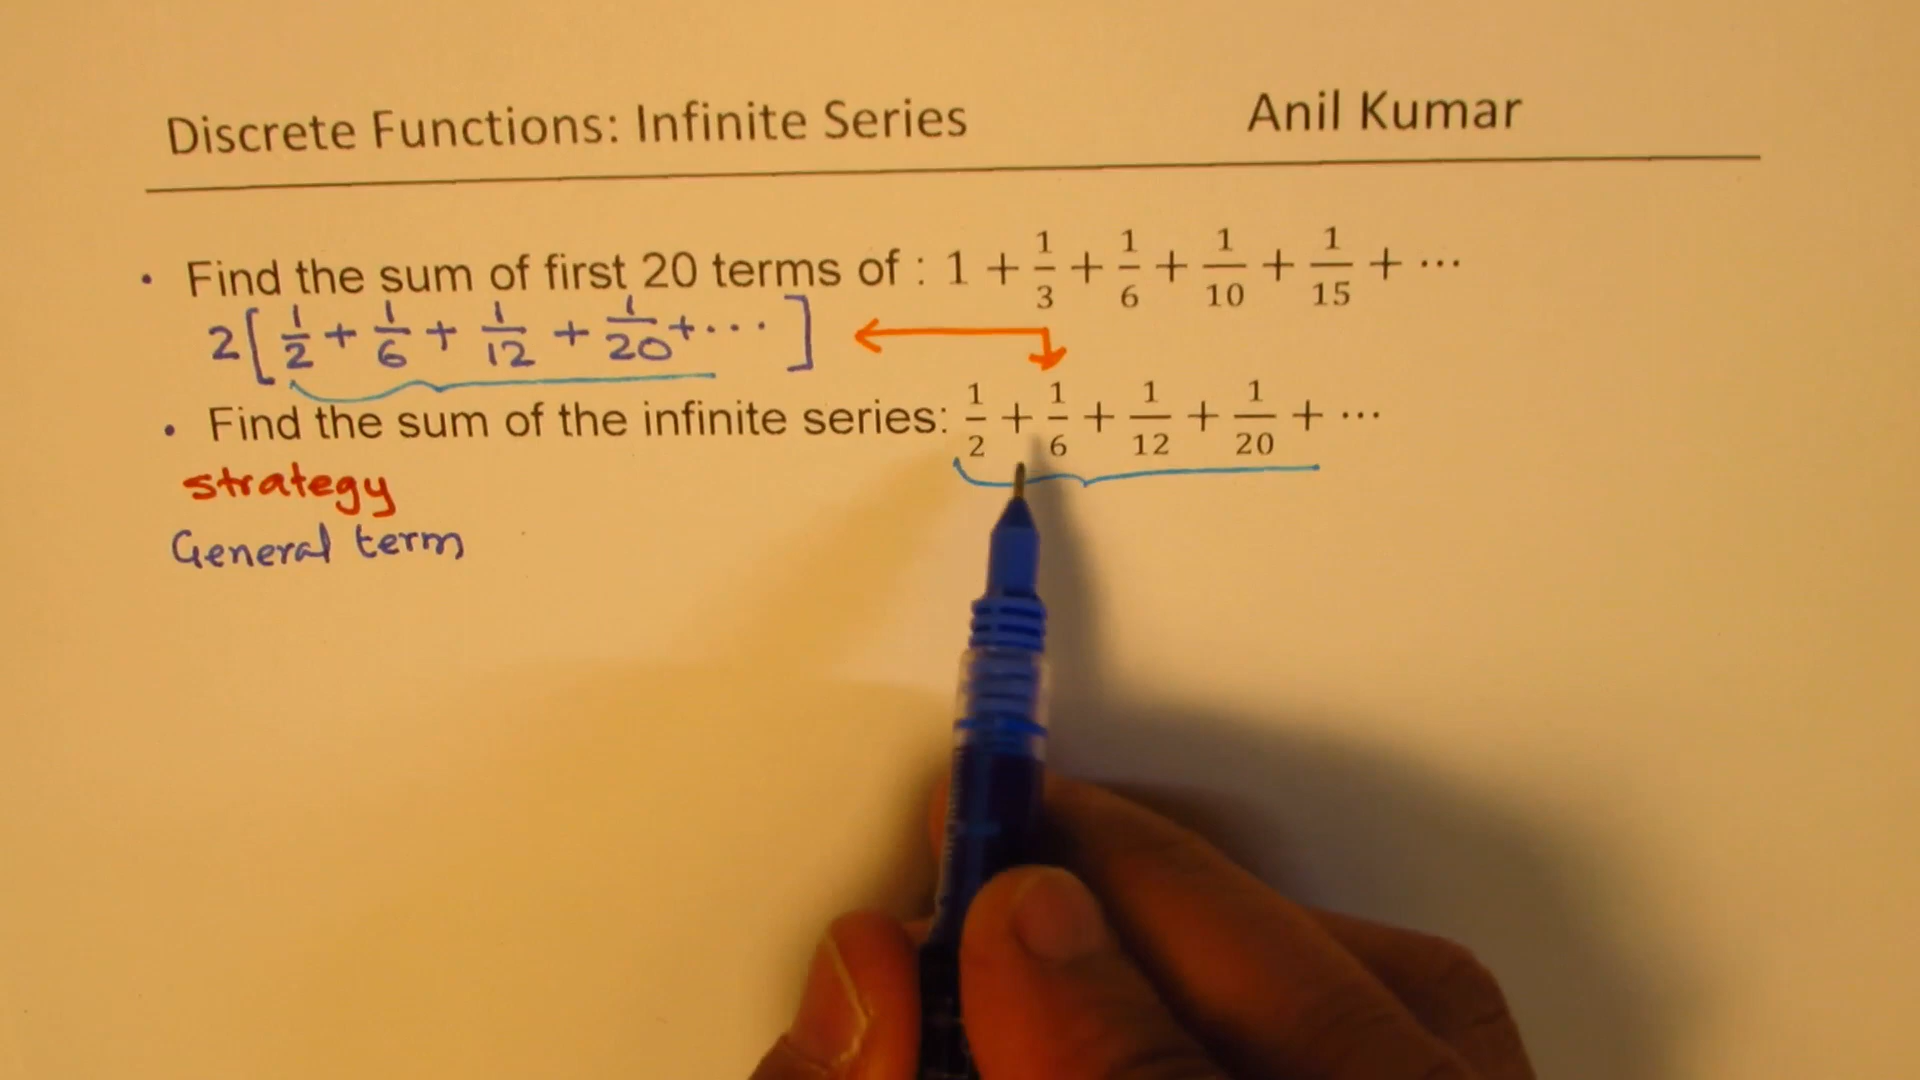 Discrete Functions: Infinite Series Anil Kumar
• Find the sum of first 20 terms of : 1 + 1/3 + 1/6 + 1/10 + 1/15 + ⋯
2[1/2 + 1/6 + 1/12 + 1/20 + ⋯]
• Find the sum of the infinite series: 1/2 + 1/6 + 1/12 + 1/20 + ⋯
strategy
General term